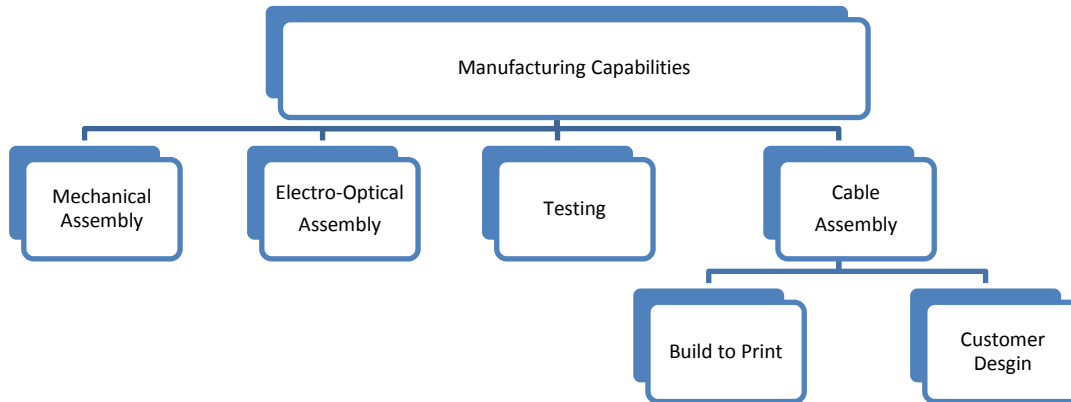 Manufacturing Capabilities
Mechanical
Assembly
Electro-Optical
Assembly
Testing
Cable
Assembly
Build to Print
Customer
Desgin